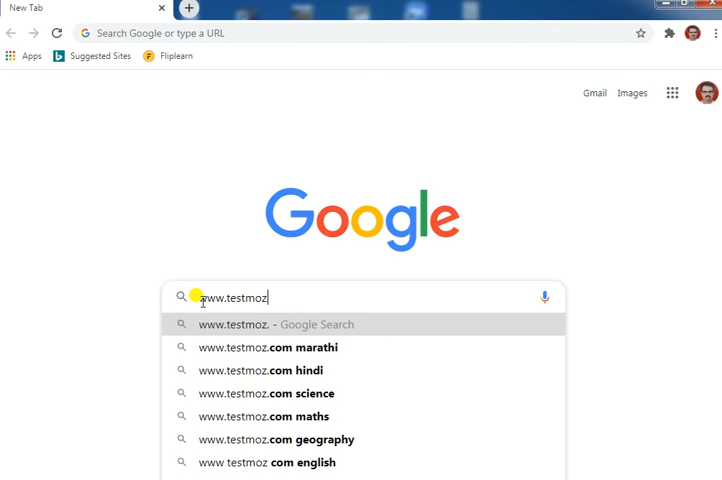 New Tab
Search Google or type a URL
Apps
Suggested Sites
Fliplearn
Gmail
Images
Google
www.testmoz
www.testmoz. - Google Search
www.testmoz.com marathi
www.testmoz.com hindi
www.testmoz.com science
www.testmoz.com maths
www.testmoz.com geography
www testmoz com english